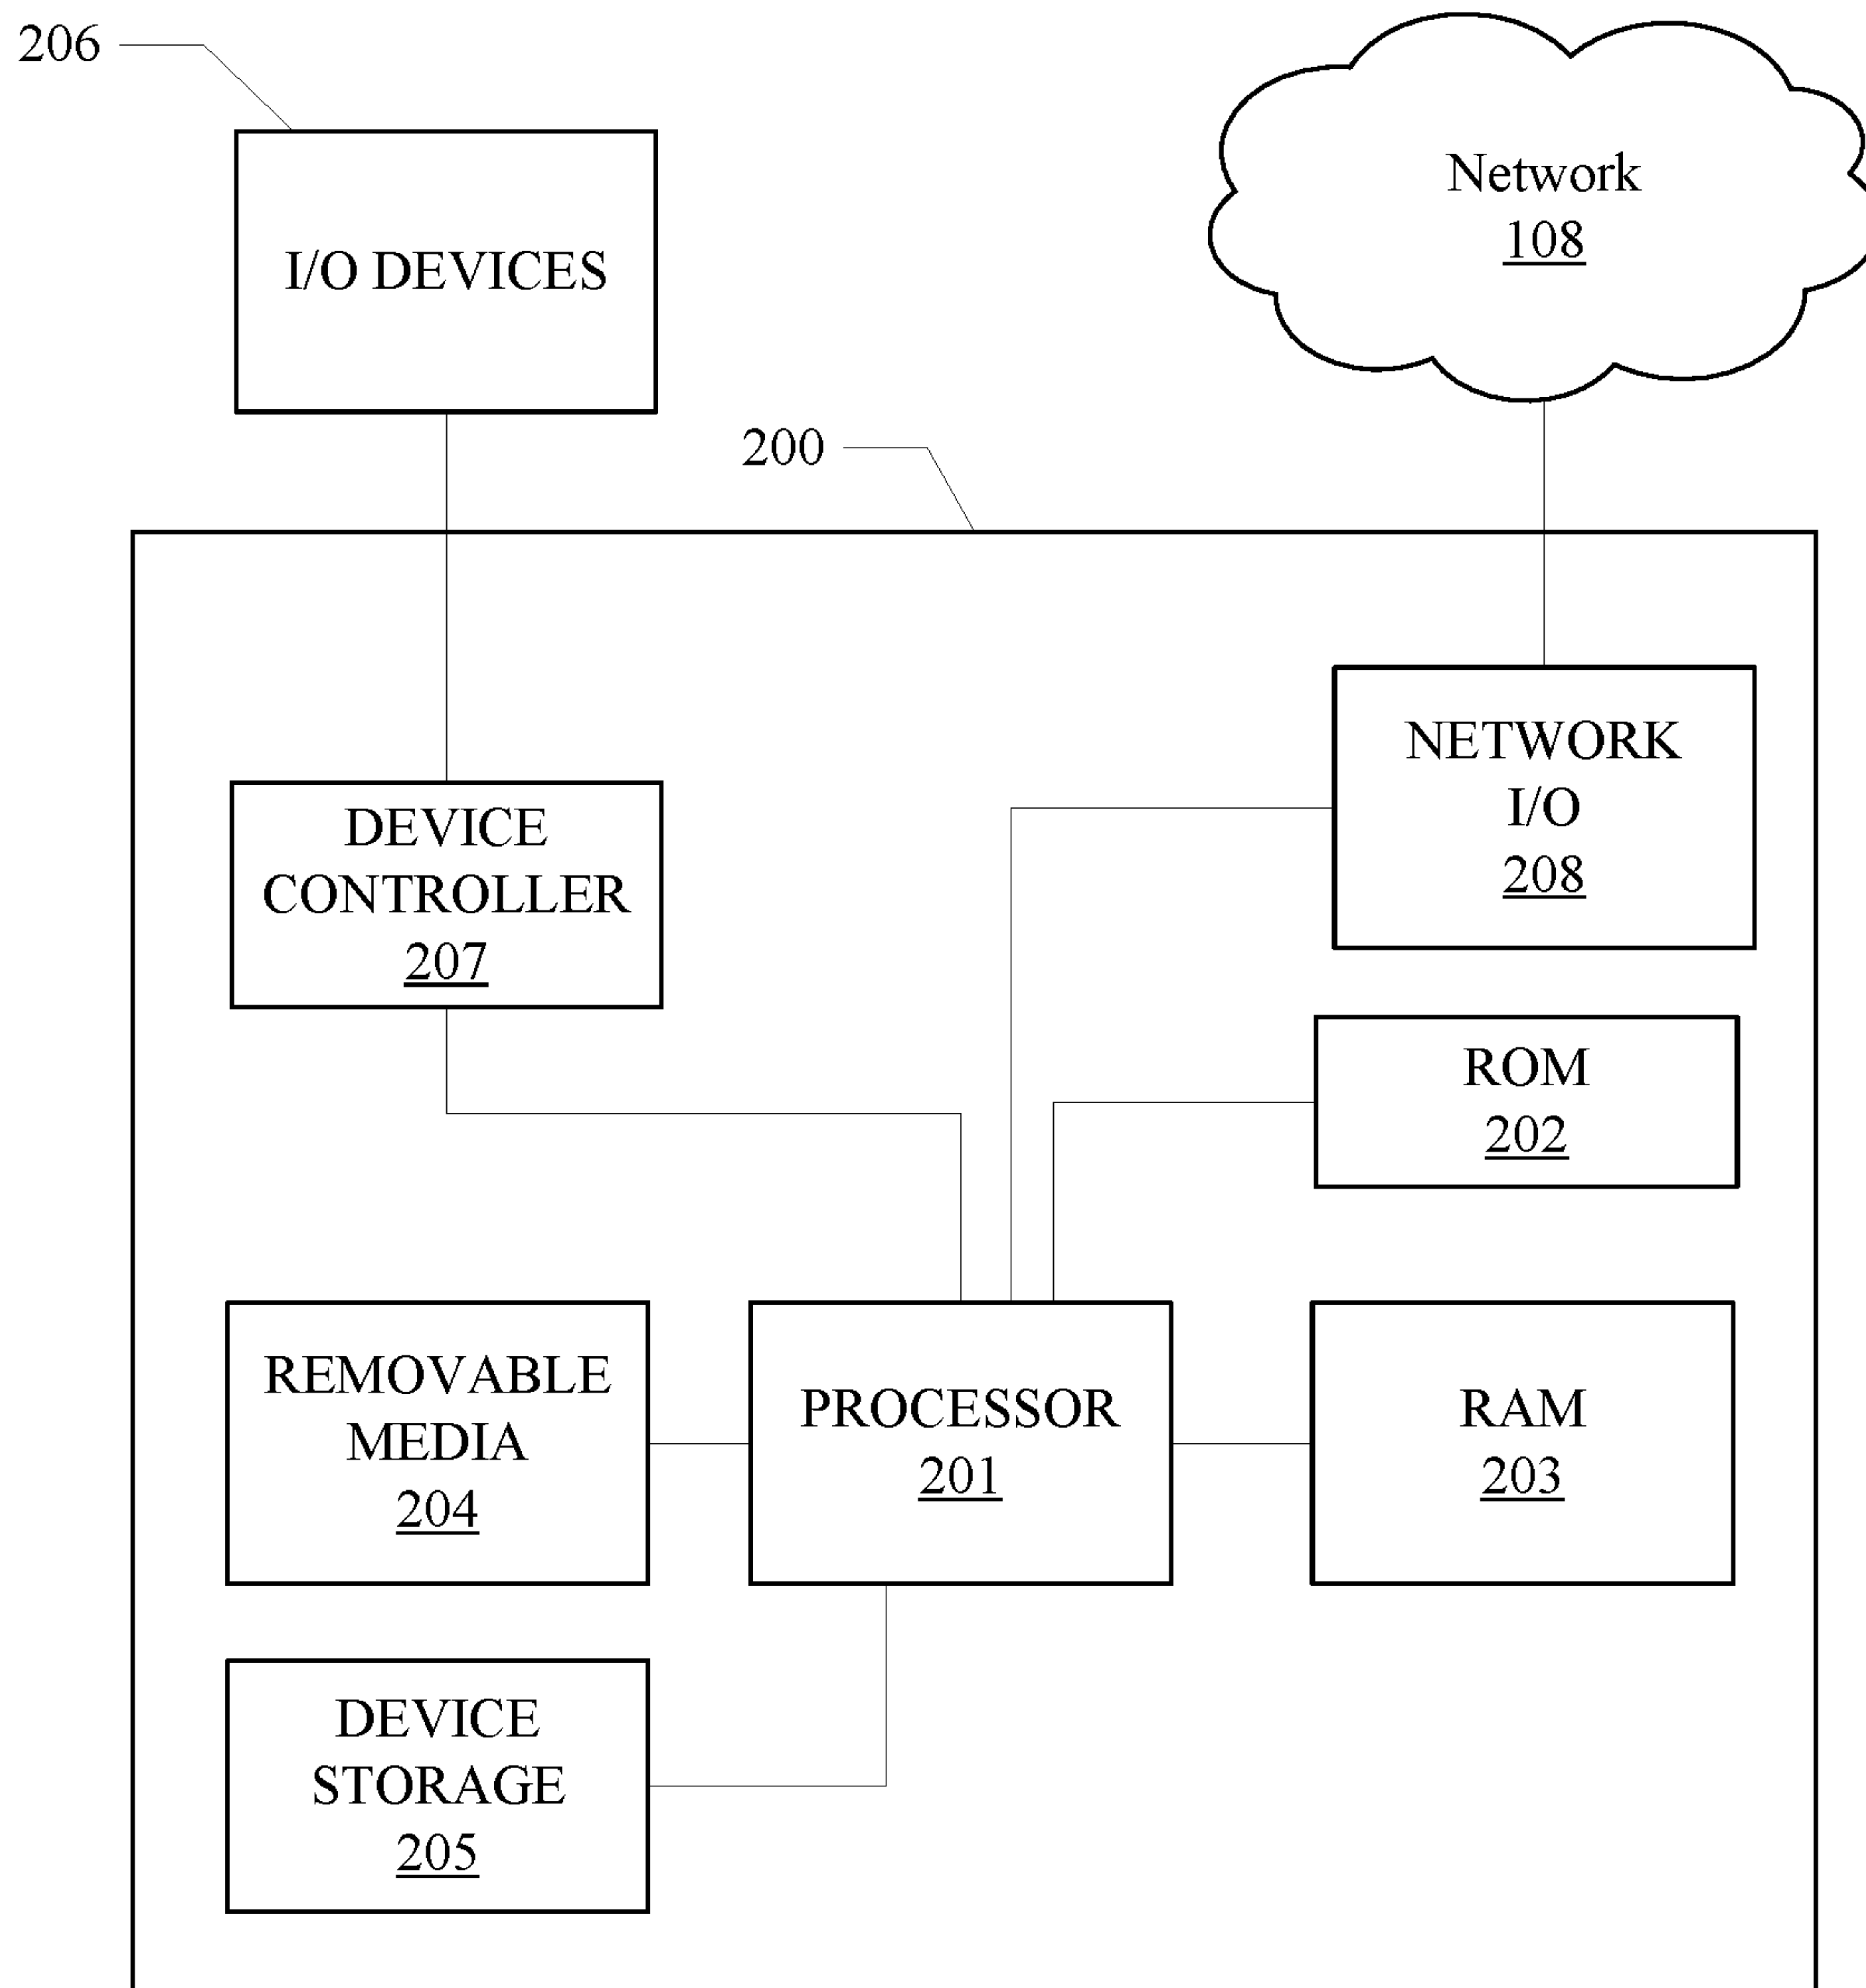 206
I/O DEVICES
Network
108
200
DEVICE
CONTROLLER
207
NETWORK
I/O
208
ROM
202
REMOVABLE
MEDIA
204
PROCESSOR
201
RAM
203
DEVICE
STORAGE
205